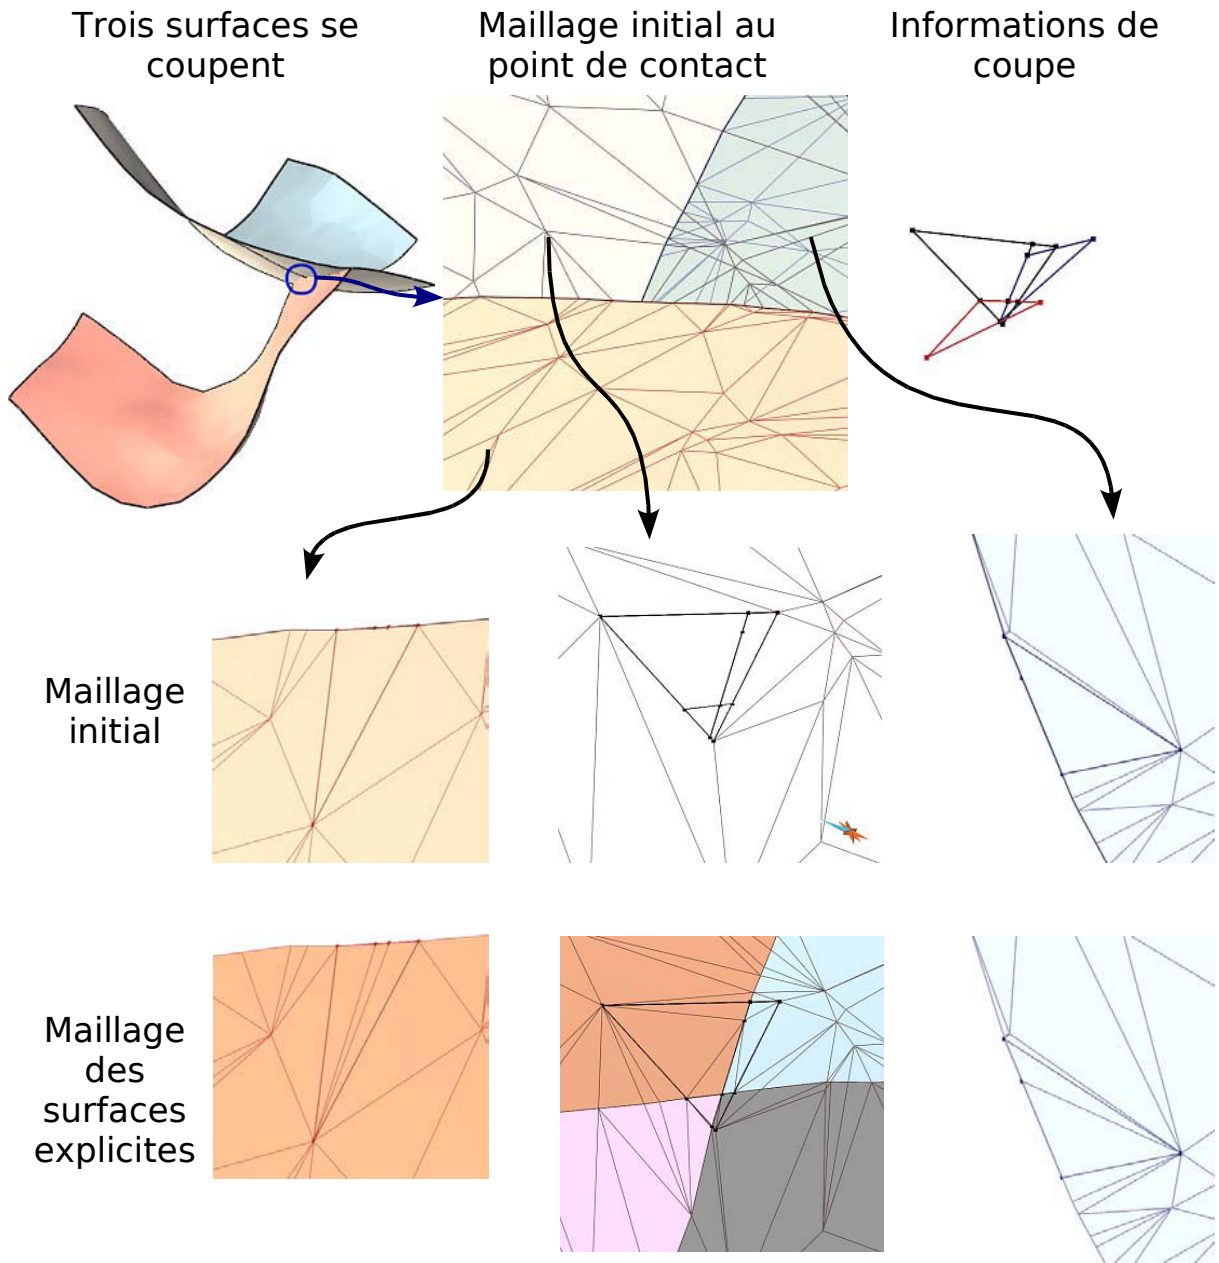 Trois surfaces se
coupent
Maillage initial au
point de contact
Informations de
coupe
Maillage
initial
Maillage
des
surfaces
explicites